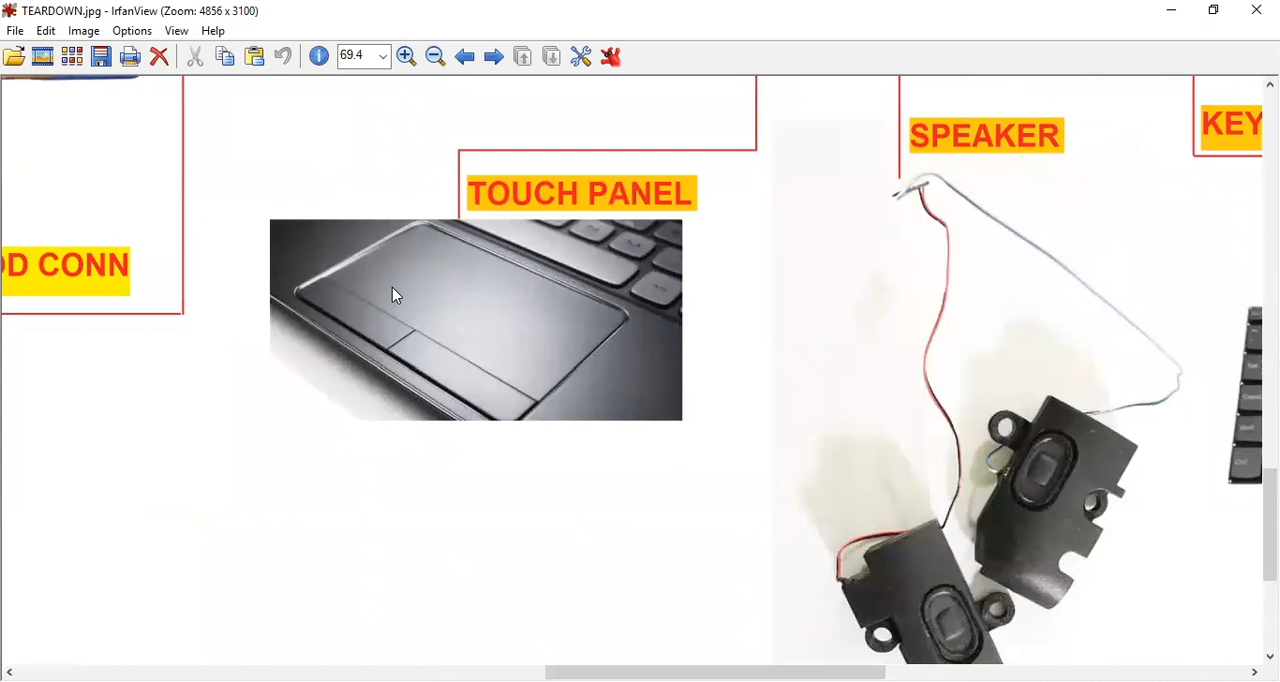 TEARDOWN.jpg - IrfanView (Zoom: 4856 x 3100)
File Edit Image Options View Help
69.4
SPEAKER
KEY
TOUCH PANEL
D CONN